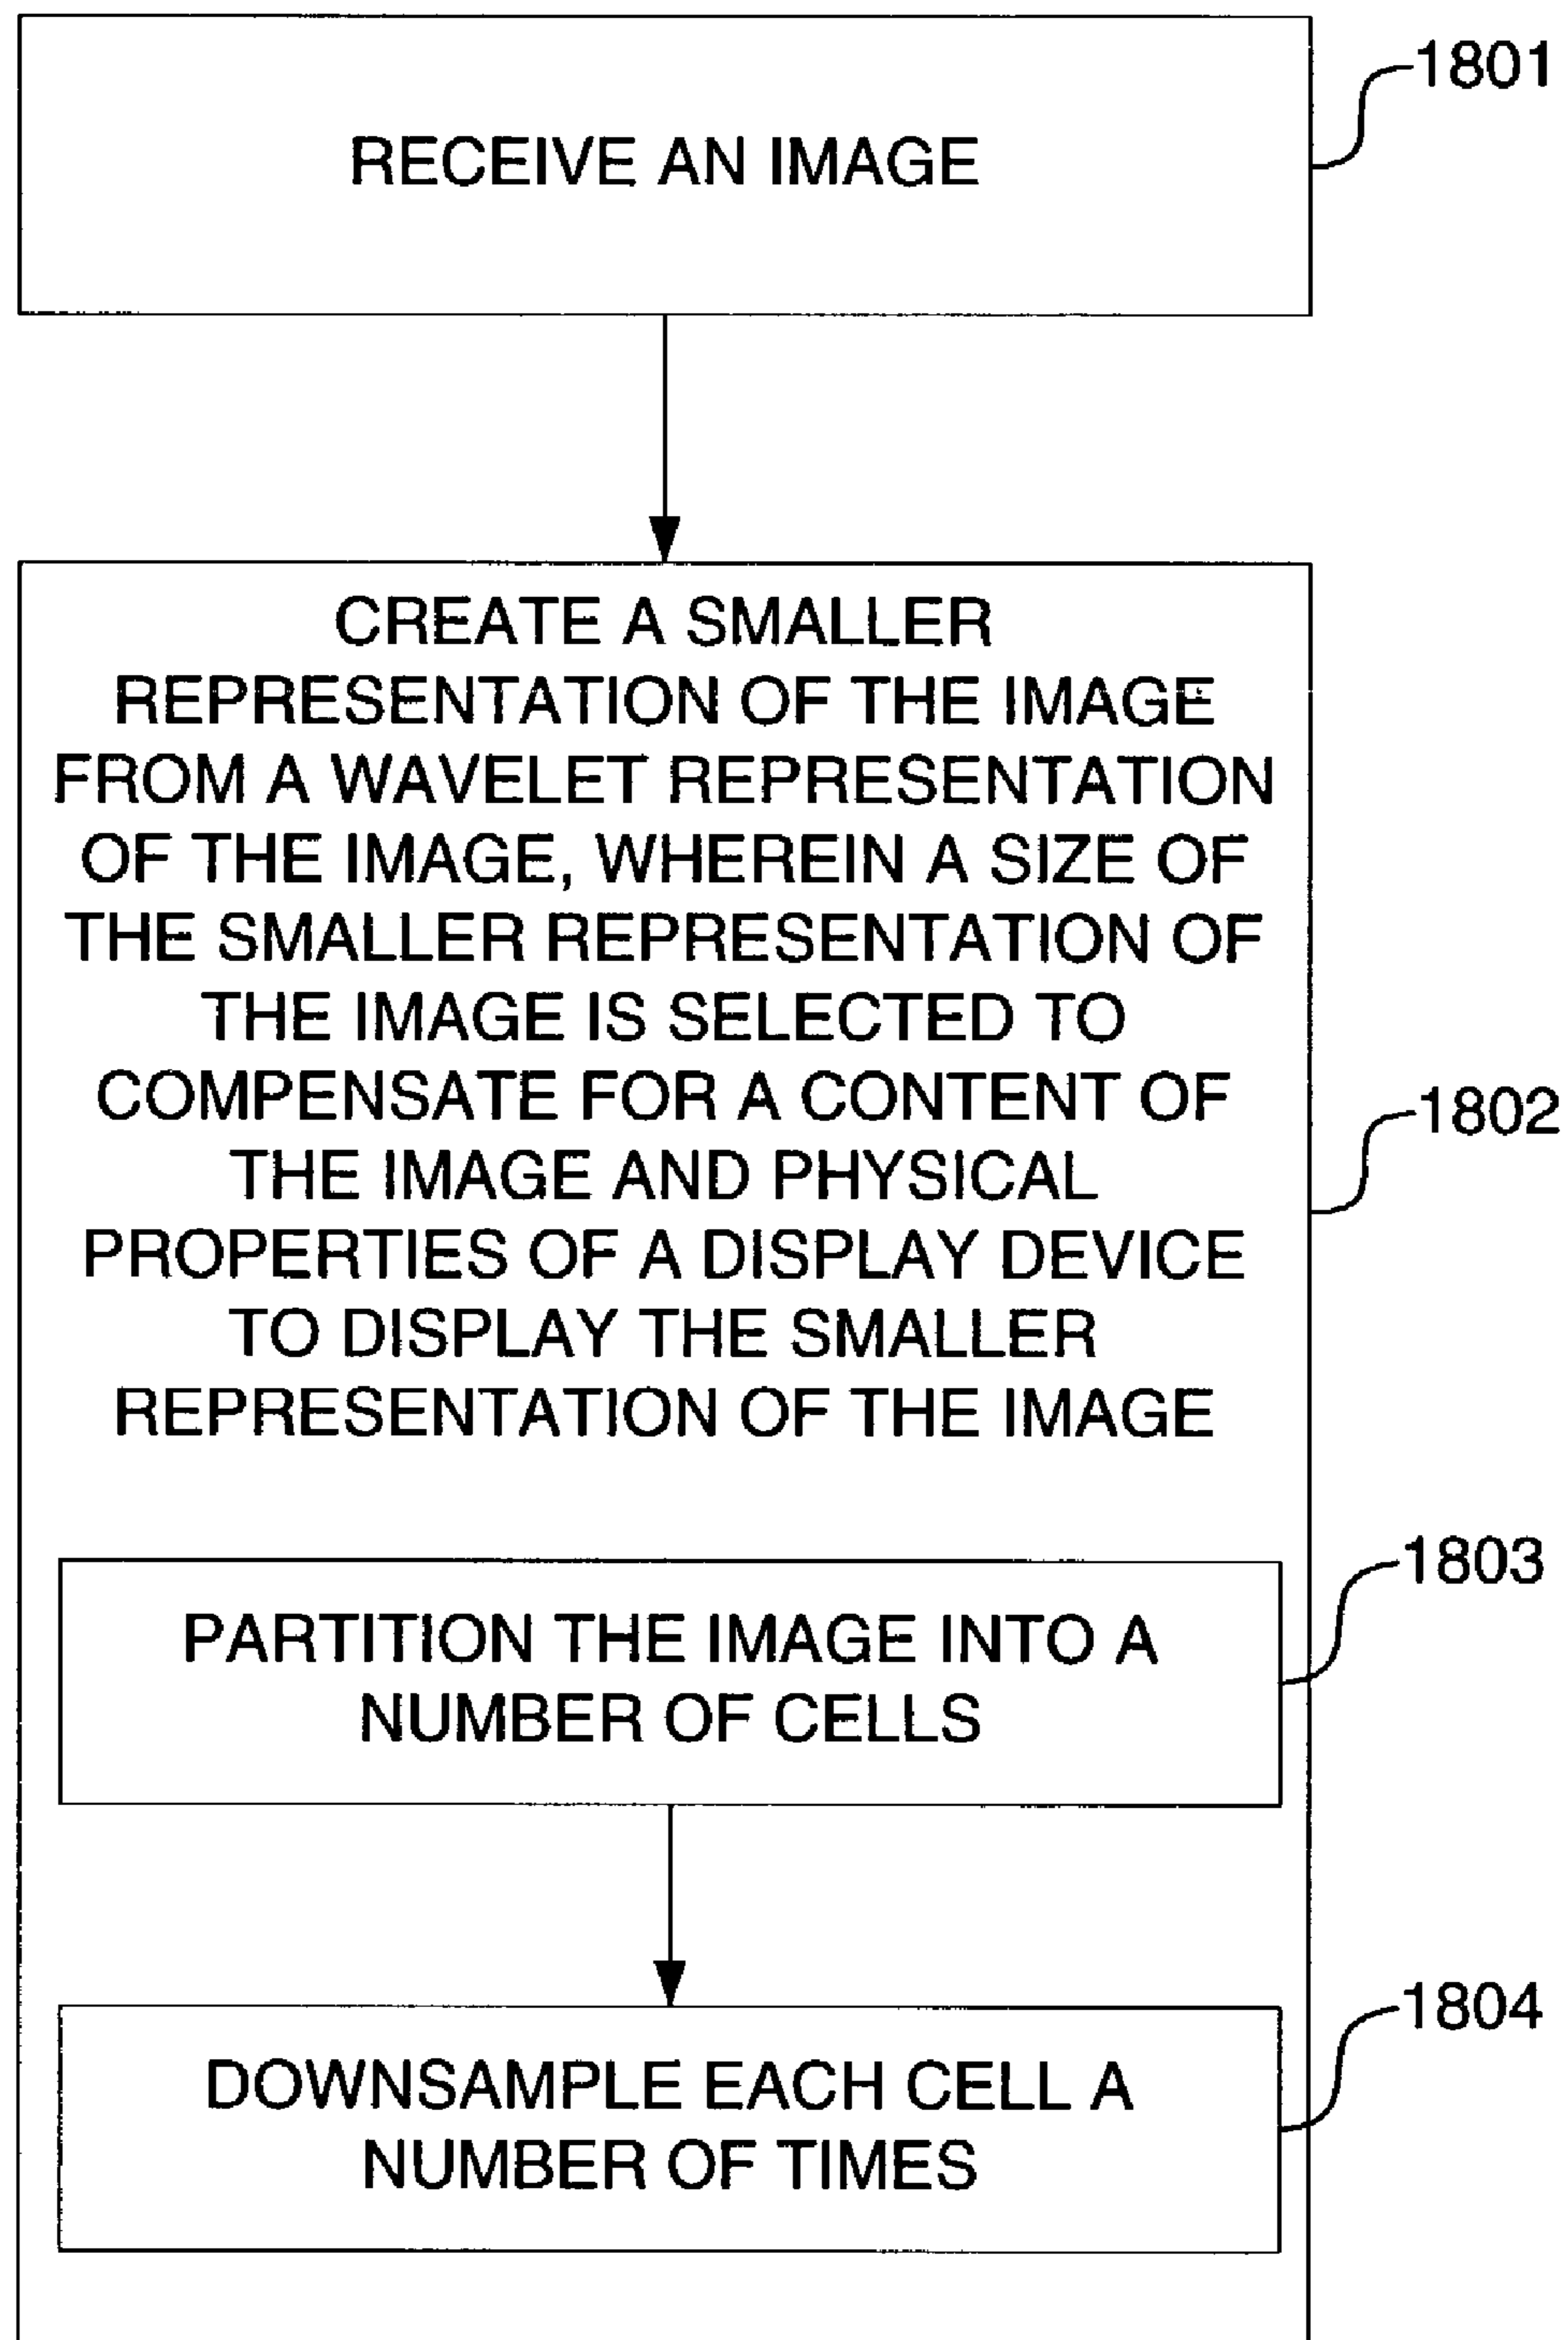 1801
RECEIVE AN IMAGE
CREATE A SMALLER
REPRESENTATION OF THE IMAGE
FROM A WAVELET REPRESENTATION
OF THE IMAGE, WHEREIN A SIZE OF
THE SMALLER REPRESENTATION OF
THE IMAGE IS SELECTED TO
COMPENSATE FOR A CONTENT OF
THE IMAGE AND PHYSICAL
PROPERTIES OF A DISPLAY DEVICE
TO DISPLAY THE SMALLER
REPRESENTATION OF THE IMAGE
1802
1803
PARTITION THE IMAGE INTO A
NUMBER OF CELLS
1804
DOWNSAMPLE EACH CELL A
NUMBER OF TIMES